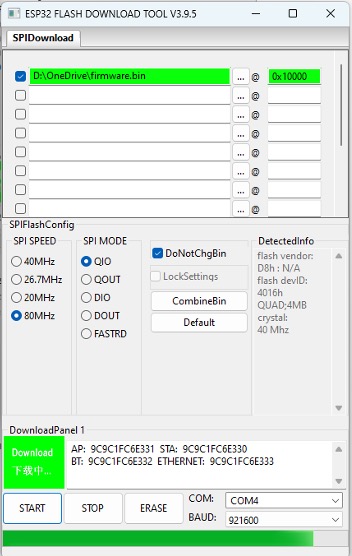 ESP32 FLASH DOWNLOAD TOOL V3.9.5
SPIDownload
D:\OneDrive\firmware.bin ... @ 0x10000
... @
... @
... @
... @
... @
... @
SPIFlashConfig
SPI SPEED
40MHz
26.7MHz
20MHz
80MHz
SPI MODE
QIO
QOUT
DIO
DOUT
FASTRD
DoNotChgBin
LockSettings
CombineBin
Default
DetectedInfo
flash vendor:
D8h : N/A
flash devID:
4016h
QUAD;4MB
crystal:
40 Mhz
DownloadPanel 1
Download
下载中...
AP: 9C9C1FC6E331 STA: 9C9C1FC6E330
BT: 9C9C1FC6E332 ETHERNET: 9C9C1FC6E333
START
STOP
ERASE
COM: COM4
BAUD: 921600